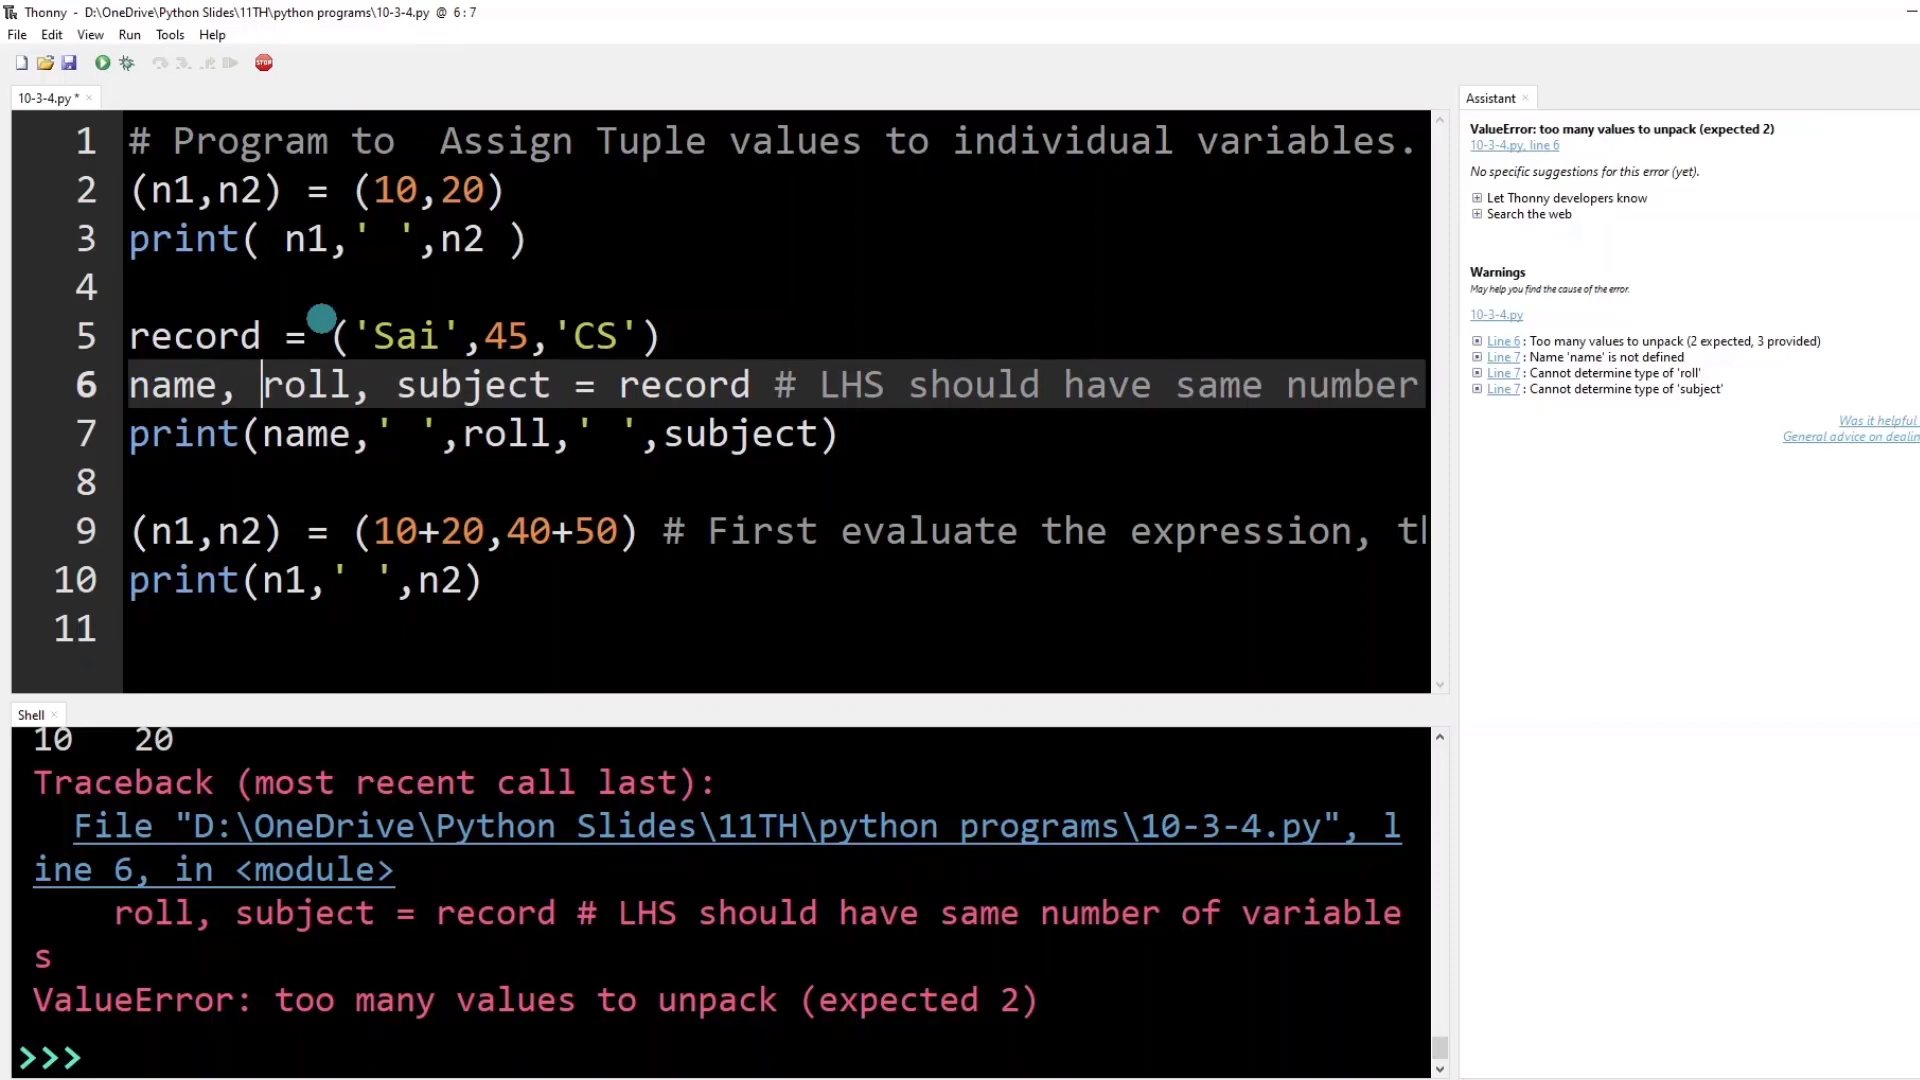 Thonny - D:\OneDrive\Python Slides\11TH\python programs\10-3-4.py @ 6:7
File Edit View Run Tools Help
STOP
10-3-4.py *
1 # Program to  Assign Tuple values to individual variables.
2 (n1,n2) = (10,20)
3 print( n1,' ',n2 )
4
5 record = ('Sai',45,'CS')
6 name, roll, subject = record # LHS should have same number
7 print(name,' ',roll,' ',subject)
8
9 (n1,n2) = (10+20,40+50) # First evaluate the expression,
10 print(n1,' ',n2)
11
Shell
10   20
Traceback (most recent call last):
File "D:\OneDrive\Python Slides\11TH\python programs\10-3-4.py", l
ine 6, in <module>
roll, subject = record # LHS should have same number of variable
s
ValueError: too many values to unpack (expected 2)
>>>
Assistant
ValueError: too many values to unpack (expected 2)
10-3-4.py, line 6
No specific suggestions for this error (yet).
Let Thonny developers know
Search the web
Warnings
May help you find the cause of the error.
10-3-4.py
Line 6 : Too many values to unpack (2 expected, 3 provided)
Line 7 : Name 'name' is not defined
Line 7 : Cannot determine type of 'roll'
Line 7 : Cannot determine type of 'subject'
Was it helpful
General advice on